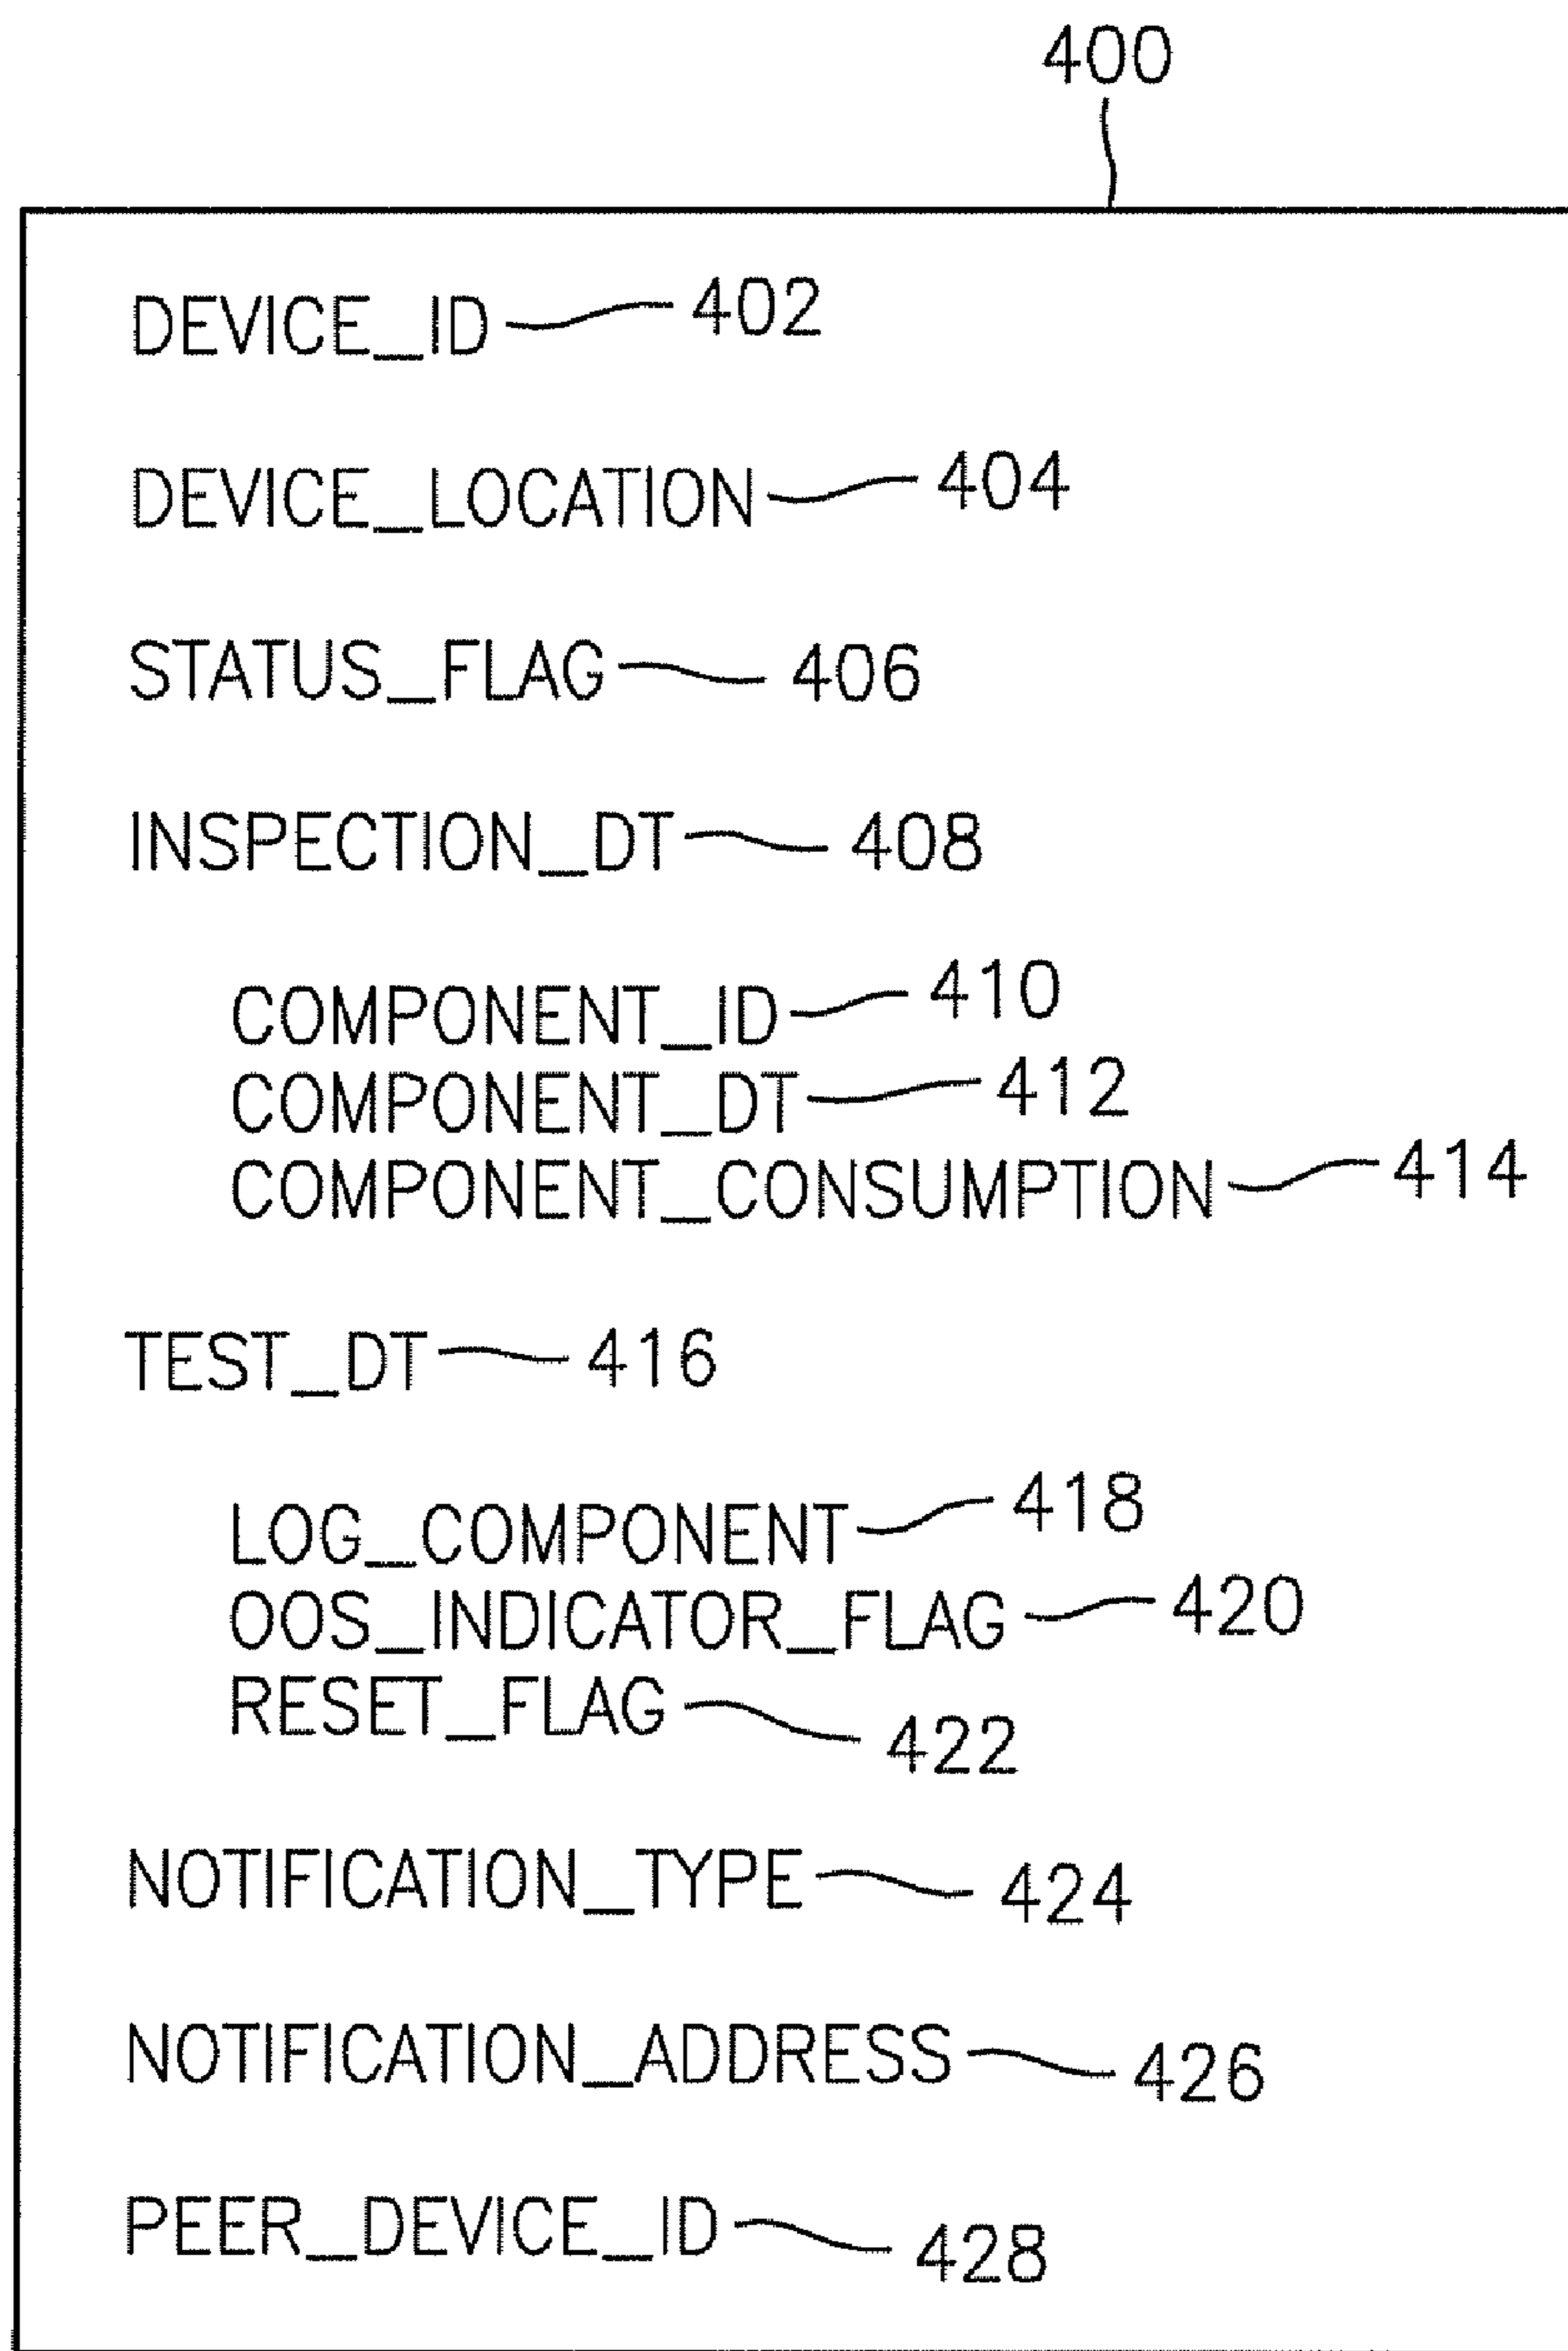 400
DEVICE_ID 402
DEVICE_LOCATION 404
STATUS_FLAG 406
INSPECTION_DT 408
COMPONENT_ID 410
COMPONENT_DT 412
COMPONENT_CONSUMPTION 414
TEST_DT 416
LOG_COMPONENT 418
OOS_INDICATOR_FLAG 420
RESET_FLAG 422
NOTIFICATION_TYPE 424
NOTIFICATION_ADDRESS 426
PEER_DEVICE_ID 428